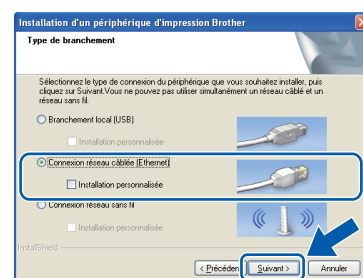 Installation d'un périphérique d'impression Brother
Type de branchement
Sélectionnez le type de connexion du périphérique que vous souhaitez installer, puis
cliquez sur Suivant.Vous ne pouvez pas utiliser simultanément un réseau câblé et un
réseau sans fil.
Branchement local (USB)
Installation personnalisée
Connexion réseau câblée (Ethernet)
Installation personnalisée
Connexion réseau sans fil
Installation personnalisée
InstallShield
< Précéden
Suivant >
Annuler